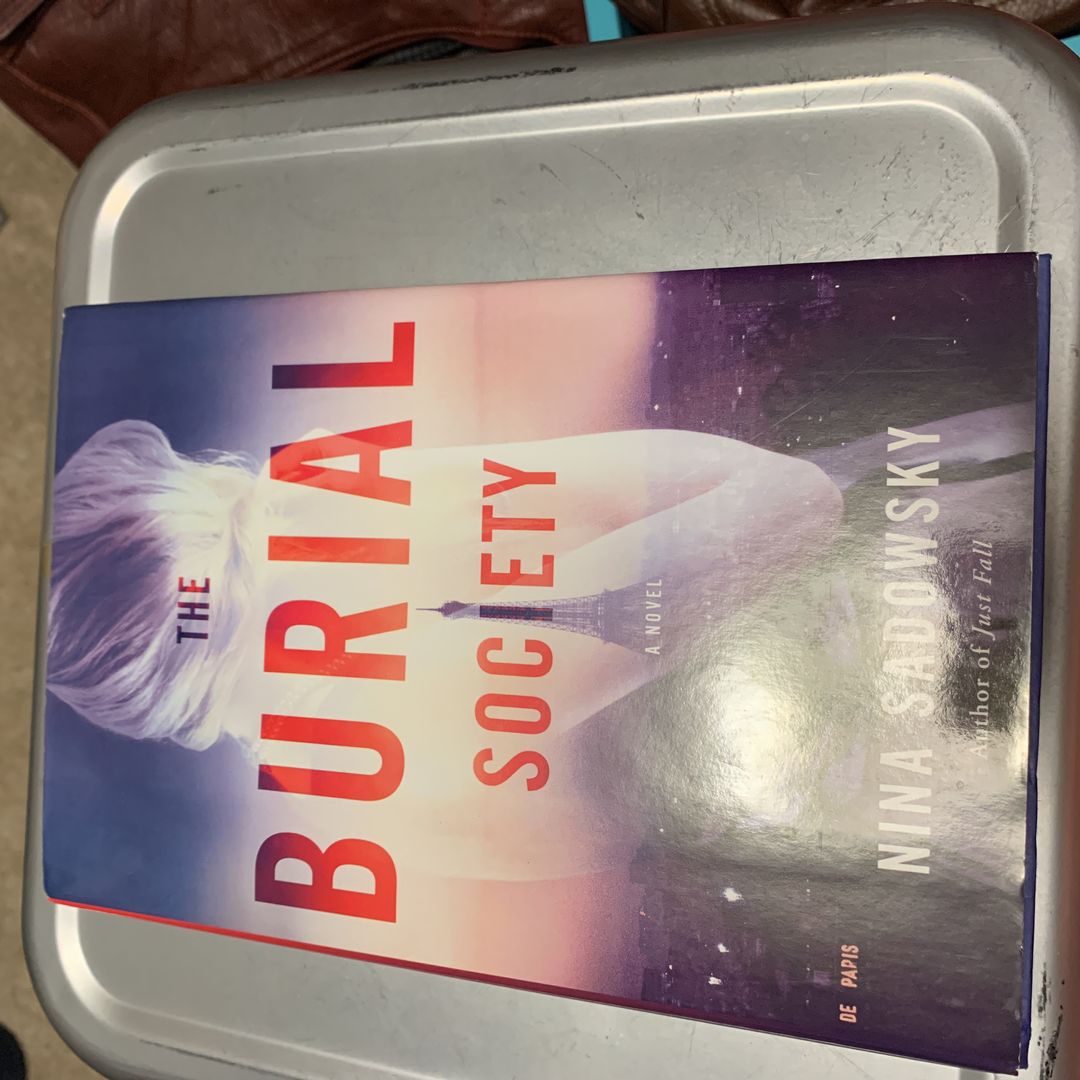 THE
BURIAL
SOCIETY
A NOVEL
NINA SADOWSKY
Author of Just Fall
DE PAPIS